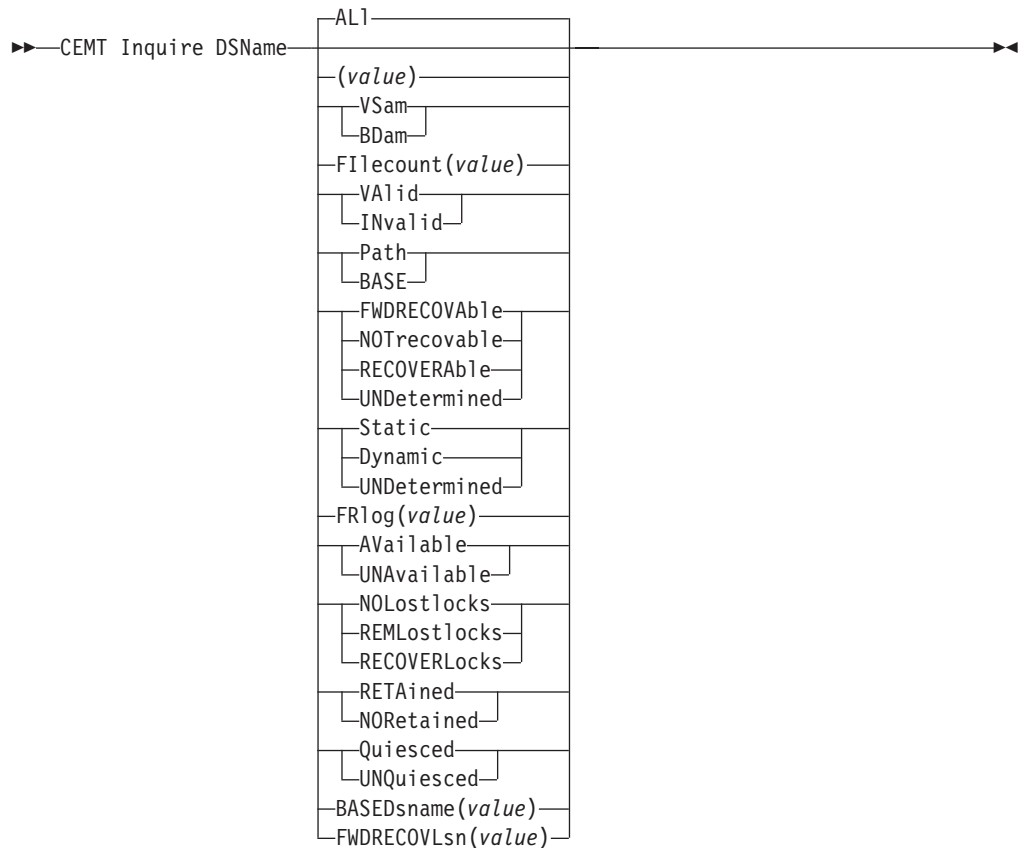 ALl
CEMT Inquire DSName
(value)
VSam
BDam
FIlecount(value)
VAlid
INvalid
Path
BASE
FWDRECOVAble
NOTrecovable
RECOVERAble
UNDetermined
Static
Dynamic
UNDetermined
FRlog(value)
AVailable
UNAvailable
NOLostlocks
REMLostlocks
RECOVERLocks
RETAined
NORetained
Quiesced
UNQuiesced
BASEDsname(value)
FWDRECOVLsn(value)